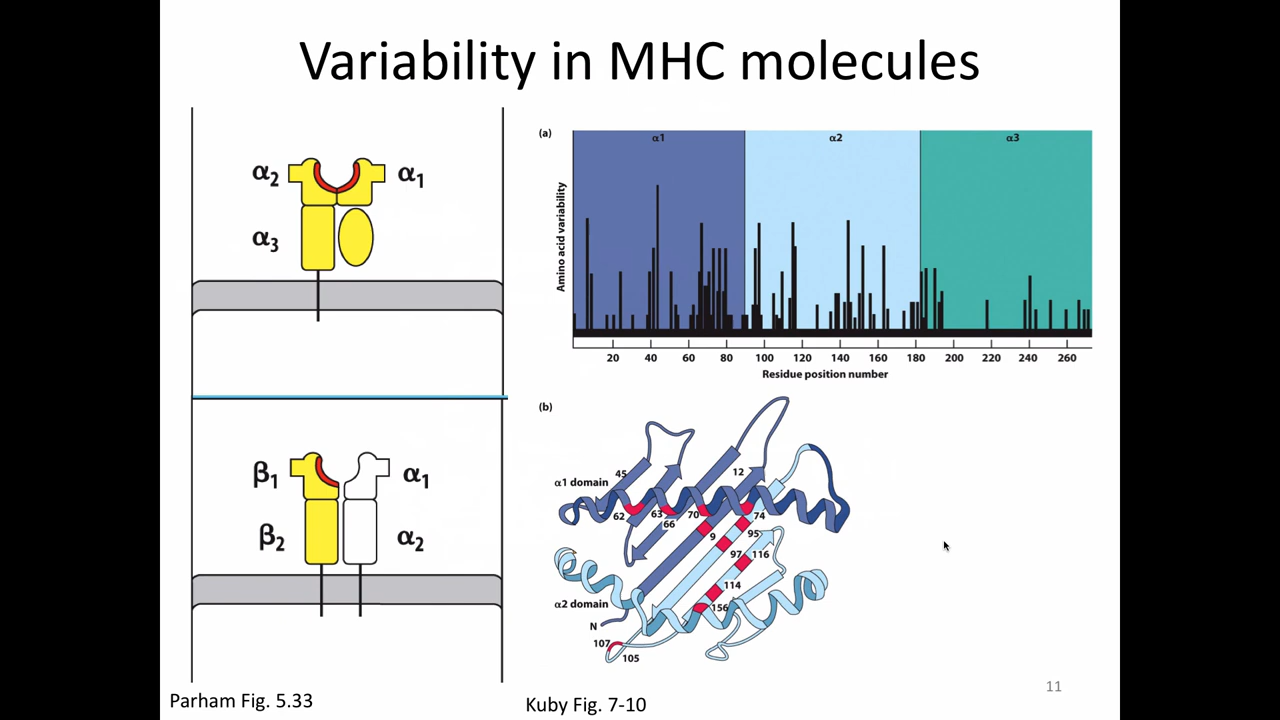 Variability in MHC molecules
α2
α1
α3
β1
α1
β2
α2
Parham Fig. 5.33
(a)
α1
α2
α3
Amino acid variability
20 40 60 80 100 120 140 160 180 200 220 240 260
Residue position number
(b)
45
12
α1 domain
62
63
66
70
74
9
95
97
116
114
α2 domain
156
N
107
105
Kuby Fig. 7-10
11